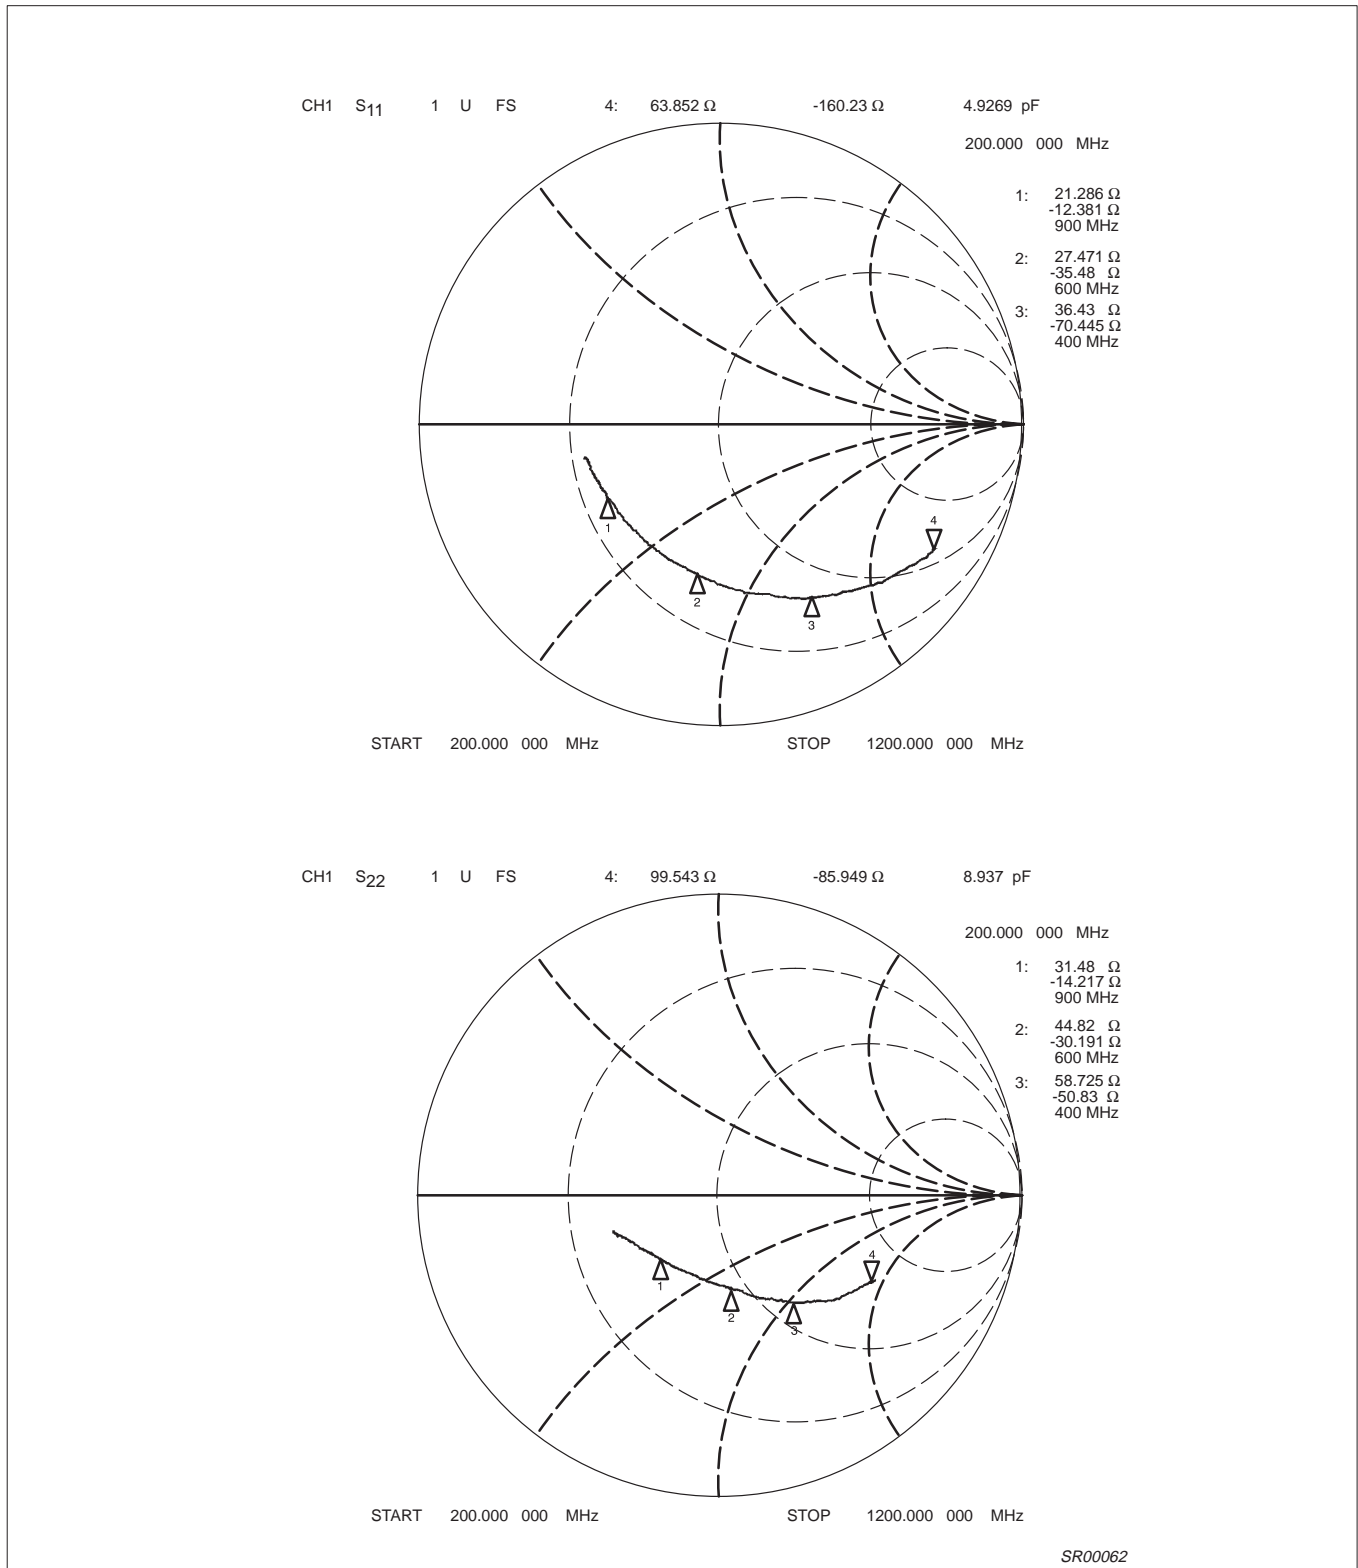 CH1 S11 1 U FS 4: 63.852 Ω -160.23 Ω 4.9269 pF
200.000 000 MHz
1: 21.286 Ω
-12.381 Ω
900 MHz
2: 27.471 Ω
-35.48 Ω
600 MHz
3: 36.43 Ω
-70.445 Ω
400 MHz
4
1
2
3
START 200.000 000 MHz STOP 1200.000 000 MHz
CH1 S22 1 U FS 4: 99.543 Ω -85.949 Ω 8.937 pF
200.000 000 MHz
1: 31.48 Ω
-14.217 Ω
900 MHz
2: 44.82 Ω
-30.191 Ω
600 MHz
3: 58.725 Ω
-50.83 Ω
400 MHz
4
1
2
3
START 200.000 000 MHz STOP 1200.000 000 MHz
SR00062